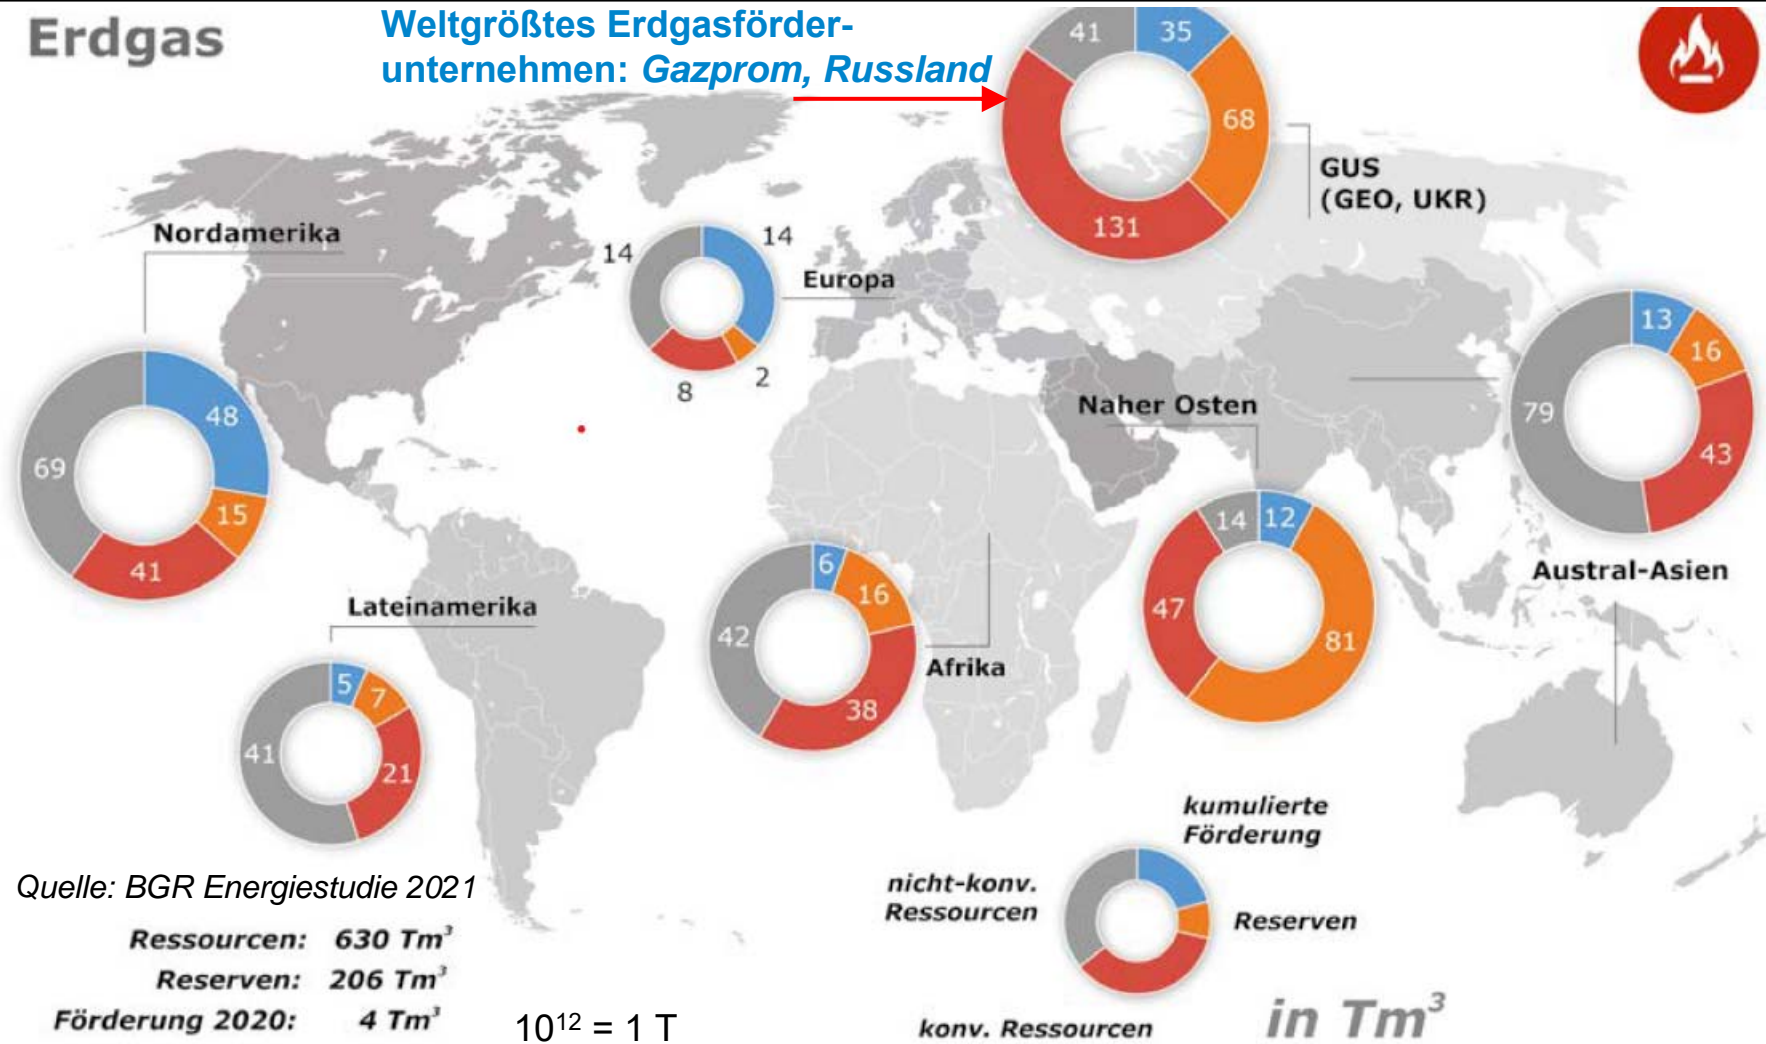 Erdgas
Weltgrößtes Erdgasförder-
unternehmen: Gazprom, Russland
41
35
68
131
GUS
(GEO, UKR)
Nordamerika
48
15
41
69
14
14
2
8
Europa
Naher Osten
12
81
47
14
13
16
43
79
Austral-Asien
Lateinamerika
5
7
21
41
6
16
38
42
Afrika
kumulierte
Förderung
nicht-konv.
Ressourcen
Reserven
konv. Ressourcen
in Tm³
Quelle: BGR Energiestudie 2021
Ressourcen: 630 Tm³
Reserven: 206 Tm³
Förderung 2020: 4 Tm³
10¹² = 1 T